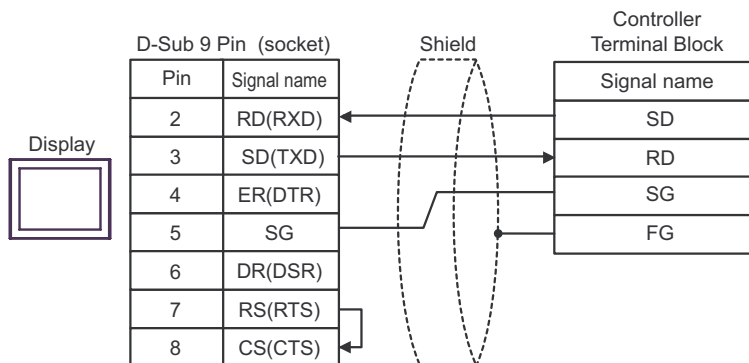 Controller
D-Sub 9 Pin (socket) Shield Terminal Block
Pin Signal name Signal name
2 RD(RXD) SD
Display 3 SD(TXD) RD
4 ER(DTR) SG
5 SG FG
6 DR(DSR)
7 RS(RTS)
8 CS(CTS)